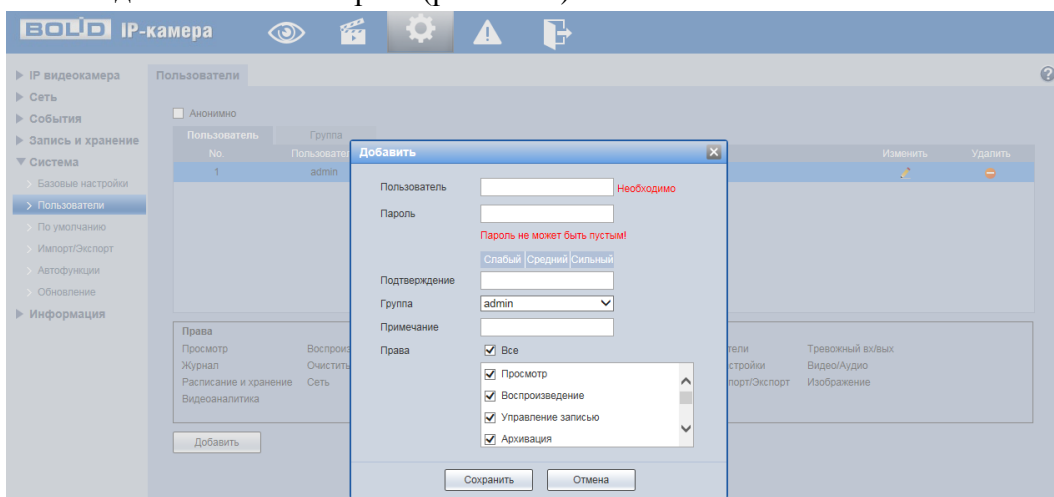 BOLID IP-камера
IP видеокамера
Сеть
События
Запись и хранение
Система
Базовые настройки
Пользователи
По умолчанию
Импорт/Экспорт
Автофункции
Обновление
Информация
Пользователи
Анонимно
Пользователь Группа
No. Изменить Удалить
1 admin
Добавить
Пользователь Необходимо
Пароль
Пароль не может быть пустым!
Слабый Средний Сильный
Подтверждение
Группа admin
Примечание
Права Все
Просмотр
Воспроизведение
Управление записью
Архивация
Сохранить Отмена
Права
Просмотр Тревожный вх/вых
Журнал Видео/Аудио
Расписание и хранение Сеть Изображение
Видеоаналитика
Добавить